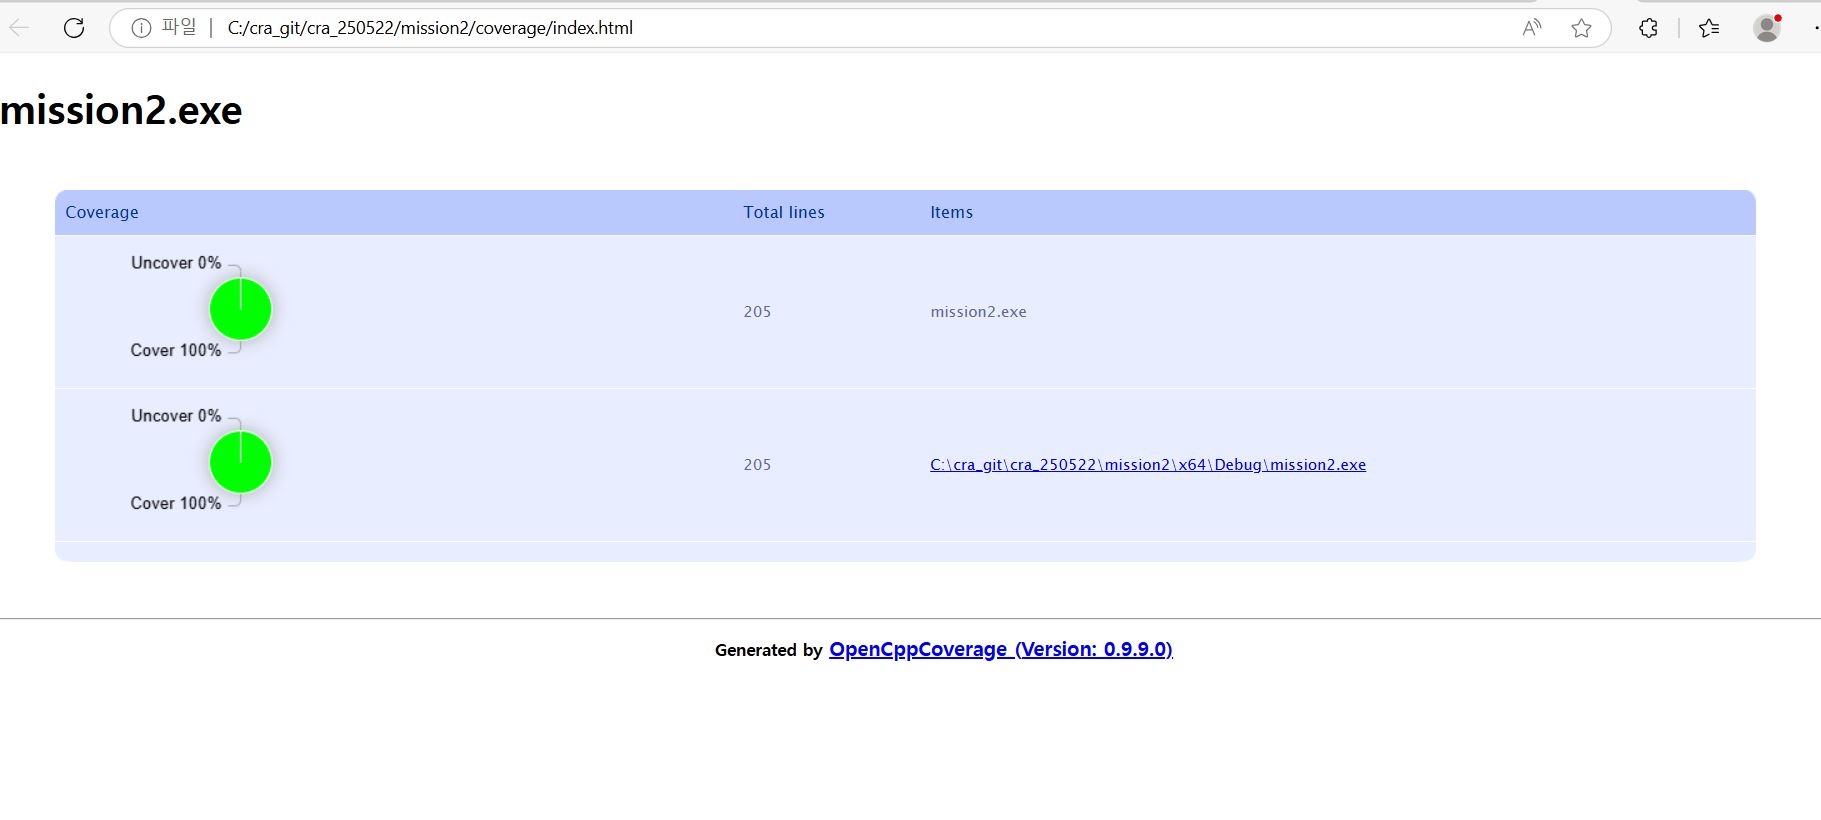 파일 | C:/cra_git/cra_250522/mission2/coverage/index.html
mission2.exe
Coverage Total lines Items
Uncover 0%
205 mission2.exe
Cover 100%
Uncover 0%
205 C:\cra_git\cra_250522\mission2\x64\Debug\mission2.exe
Cover 100%
Generated by OpenCppCoverage (Version: 0.9.9.0)